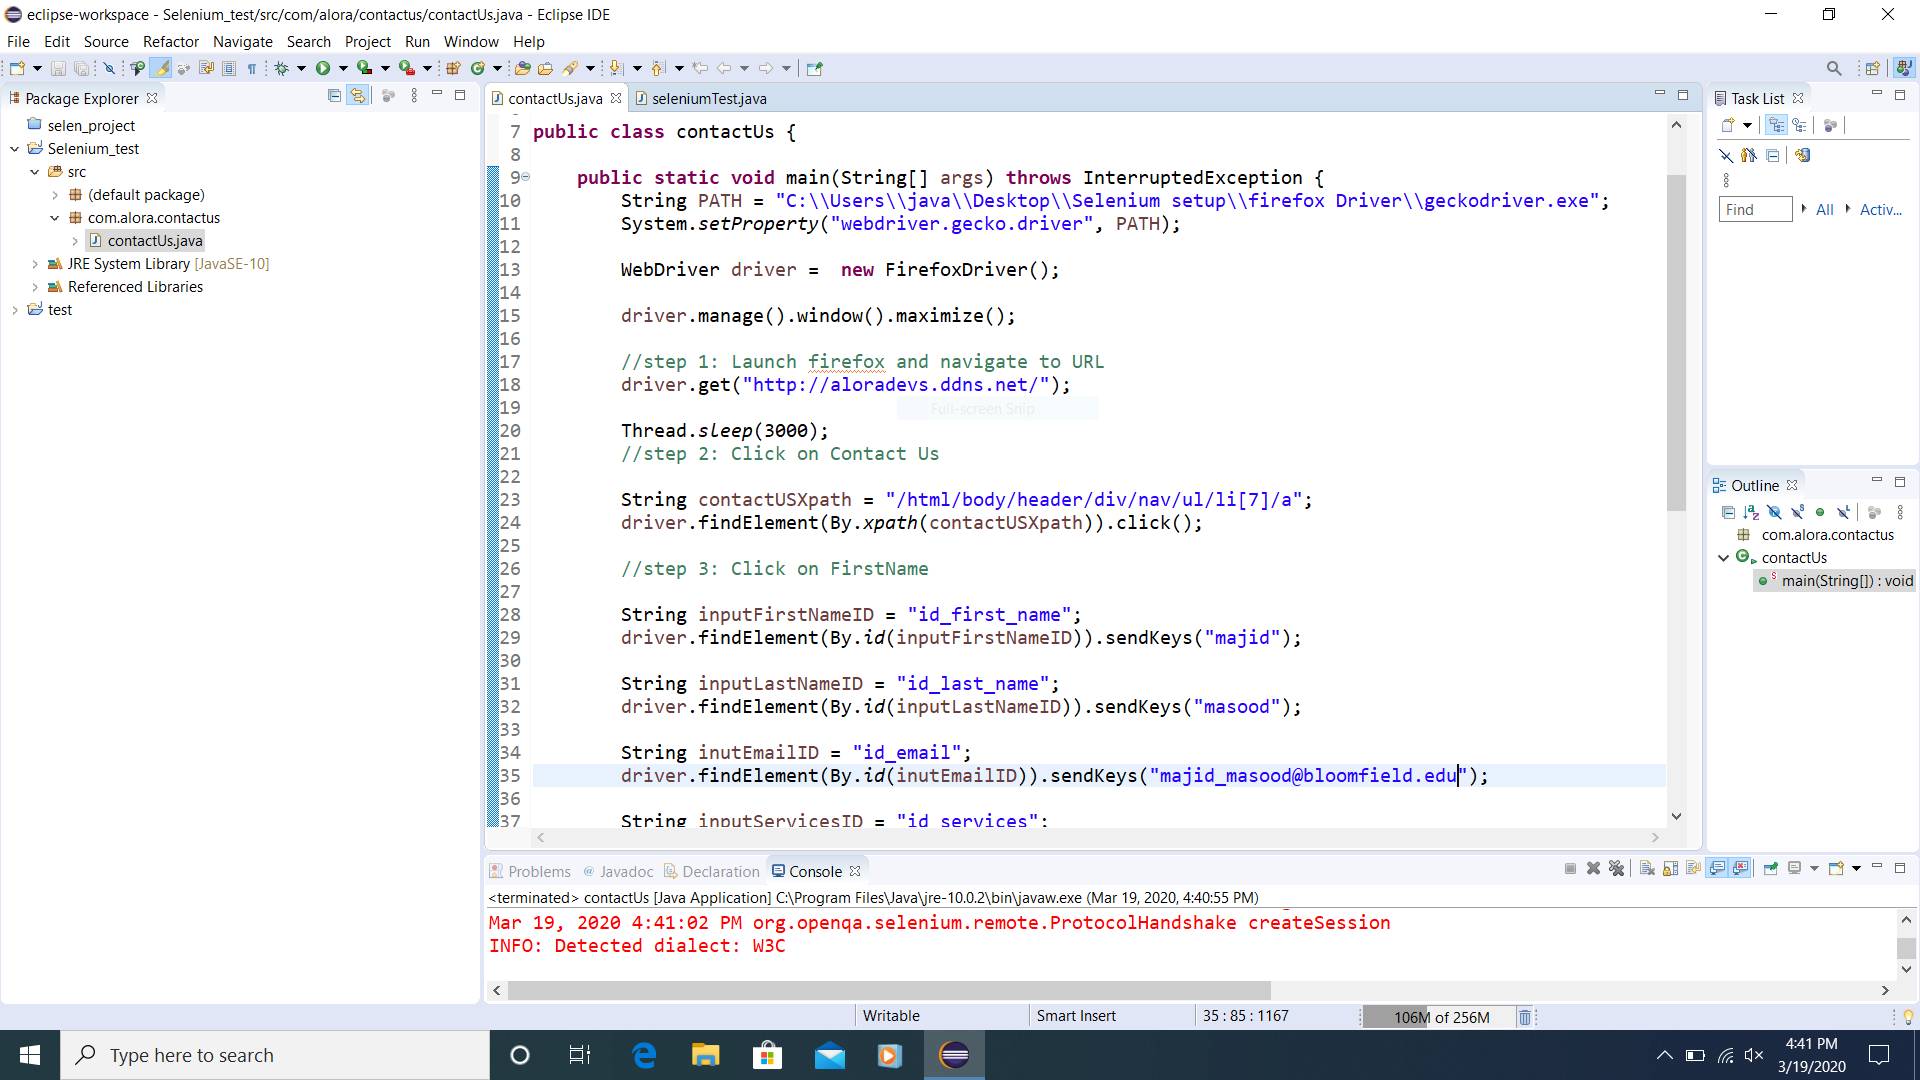 eclipse-workspace - Selenium_test/src/com/alora/contactus/contactUs.java - Eclipse IDE
File Edit Source Refactor Navigate Search Project Run Window Help
Package Explorer
selen_project
Selenium_test
src
(default package)
com.alora.contactus
contactUs.java
JRE System Library [JavaSE-10]
Referenced Libraries
test
contactUs.java
seleniumTest.java
7 public class contactUs {
8
9 public static void main(String[] args) throws InterruptedException {
10 String PATH = "C:\\Users\\java\\Desktop\\Selenium setup\\firefox Driver\\geckodriver.exe";
11 System.setProperty("webdriver.gecko.driver", PATH);
12
13 WebDriver driver =  new FirefoxDriver();
14
15 driver.manage().window().maximize();
16
17 //step 1: Launch firefox and navigate to URL
18 driver.get("http://aloradevs.ddns.net/");
19
Full-screen Snip
20 Thread.sleep(3000);
21 //step 2: Click on Contact Us
22
23 String contactUSXpath = "/html/body/header/div/nav/ul/li[7]/a";
24 driver.findElement(By.xpath(contactUSXpath)).click();
25
26 //step 3: Click on FirstName
27
28 String inputFirstNameID = "id_first_name";
29 driver.findElement(By.id(inputFirstNameID)).sendKeys("majid");
30
31 String inputLastNameID = "id_last_name";
32 driver.findElement(By.id(inputLastNameID)).sendKeys("masood");
33
34 String inutEmailID = "id_email";
35 driver.findElement(By.id(inutEmailID)).sendKeys("majid_masood@bloomfield.edu");
36
37 String inputServicesID = "id_services";
Task List
Find All Activ...
Outline
com.alora.contactus
contactUs
main(String[]) : void
Problems Javadoc Declaration Console
<terminated> contactUs [Java Application] C:\Program Files\Java\jre-10.0.2\bin\javaw.exe (Mar 19, 2020, 4:40:55 PM)
Mar 19, 2020 4:41:02 PM org.openqa.selenium.remote.ProtocolHandshake createSession
INFO: Detected dialect: W3C
Writable Smart Insert 35 : 85 : 1167 106M of 256M
Type here to search
4:41 PM
3/19/2020